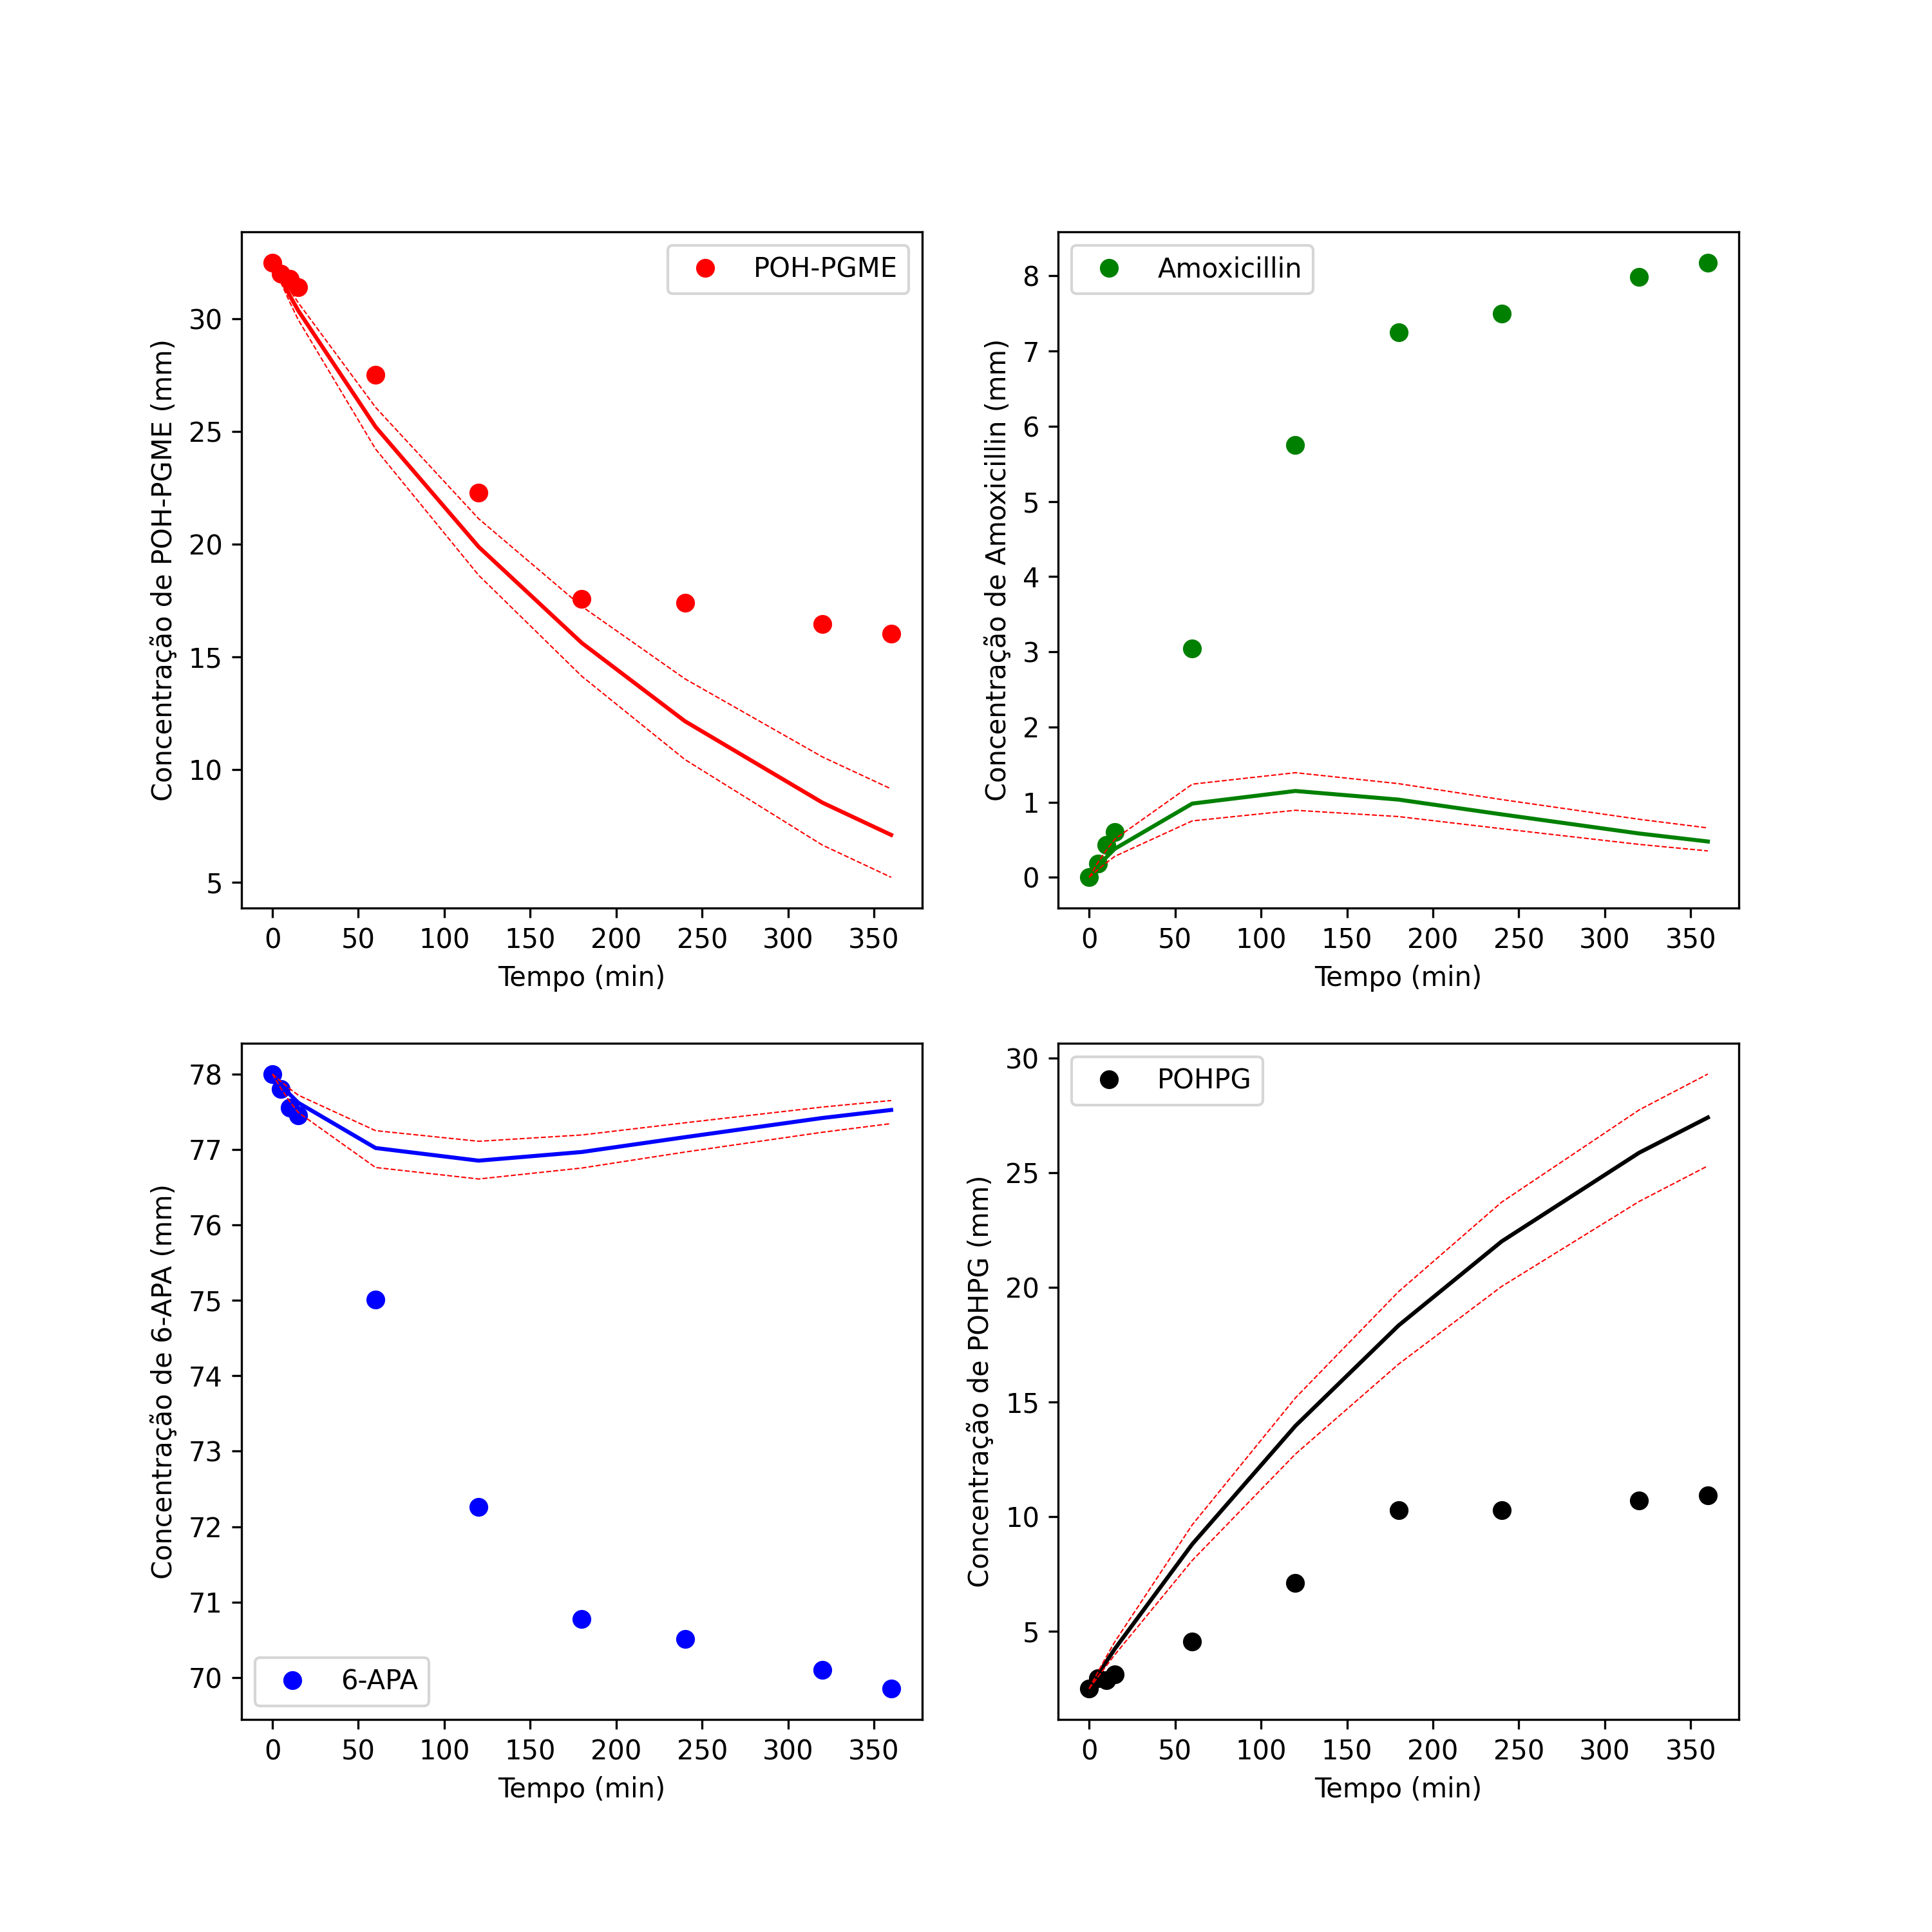 POH-PGME
Concentração de POH-PGME (mm)
30
25
20
15
10
5
0 50 100 150 200 250 300 350
Tempo (min)
Amoxicillin
Concentração de Amoxicillin (mm)
8
7
6
5
4
3
2
1
0
0 50 100 150 200 250 300 350
Tempo (min)
Concentração de 6-APA (mm)
78
77
76
75
74
73
72
71
70
6-APA
0 50 100 150 200 250 300 350
Tempo (min)
POHPG
Concentração de POHPG (mm)
30
25
20
15
10
5
0 50 100 150 200 250 300 350
Tempo (min)